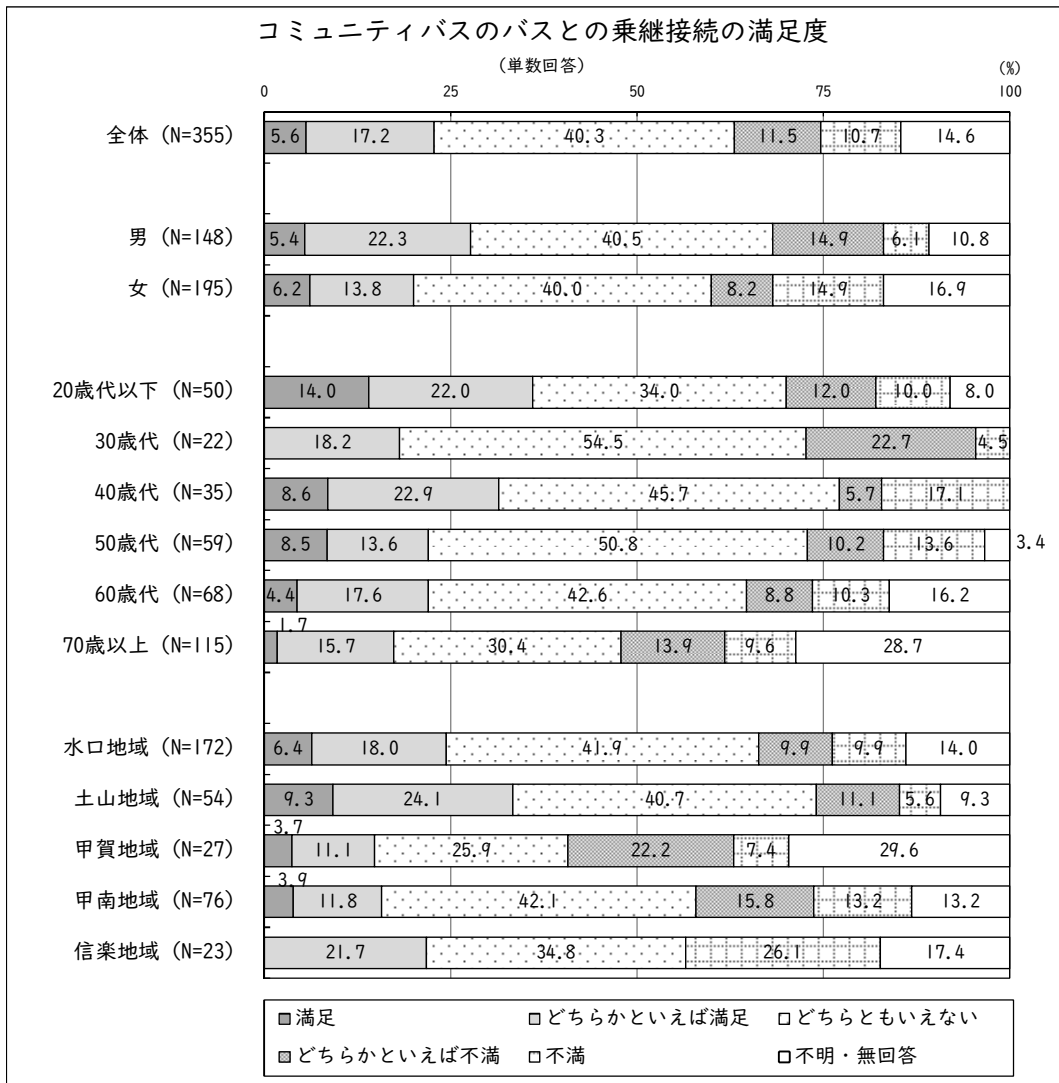 コミュニティバスのバスとの乗継接続の満足度
(単数回答)
(%)
0 25 50 75 100
全体 (N=355) 5.6 17.2 40.3 11.5 10.7 14.6
男 (N=148) 5.4 22.3 40.5 14.9 6.1 10.8
女 (N=195) 6.2 13.8 40.0 8.2 14.9 16.9
20歳代以下 (N=50) 14.0 22.0 34.0 12.0 10.0 8.0
30歳代 (N=22) 18.2 54.5 22.7 4.5
40歳代 (N=35) 8.6 22.9 45.7 5.7 17.1
50歳代 (N=59) 8.5 13.6 50.8 10.2 13.6 3.4
60歳代 (N=68) 4.4 17.6 42.6 8.8 10.3 16.2
70歳以上 (N=115) 1.7 15.7 30.4 13.9 9.6 28.7
水口地域 (N=172) 6.4 18.0 41.9 9.9 9.9 14.0
土山地域 (N=54) 9.3 24.1 40.7 11.1 5.6 9.3
甲賀地域 (N=27) 3.7 11.1 25.9 22.2 7.4 29.6
甲南地域 (N=76) 3.9 11.8 42.1 15.8 13.2 13.2
信楽地域 (N=23) 21.7 34.8 26.1 17.4
満足 どちらかといえば満足 どちらともいえない
どちらかといえば不満 不満 不明・無回答